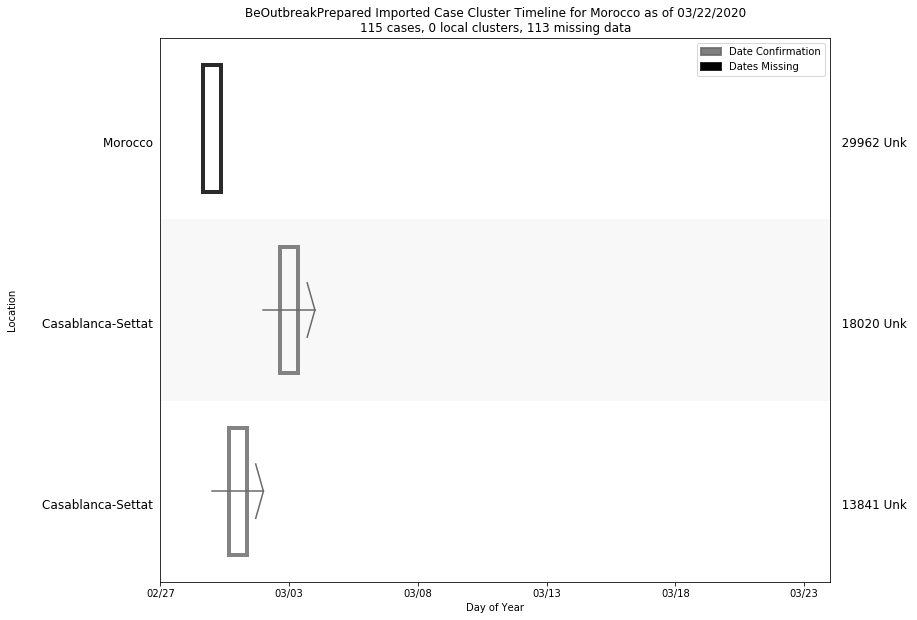 BeOutbreakPrepared Imported Case Cluster Timeline for Morocco as of 03/22/2020
115 cases, 0 local clusters, 113 missing data
Date Confirmation
Dates Missing
Morocco
29962 Unk
Location
Casablanca-Settat
18020 Unk
Casablanca-Settat
13841 Unk
02/27
03/03
03/08
03/13
03/18
03/23
Day of Year